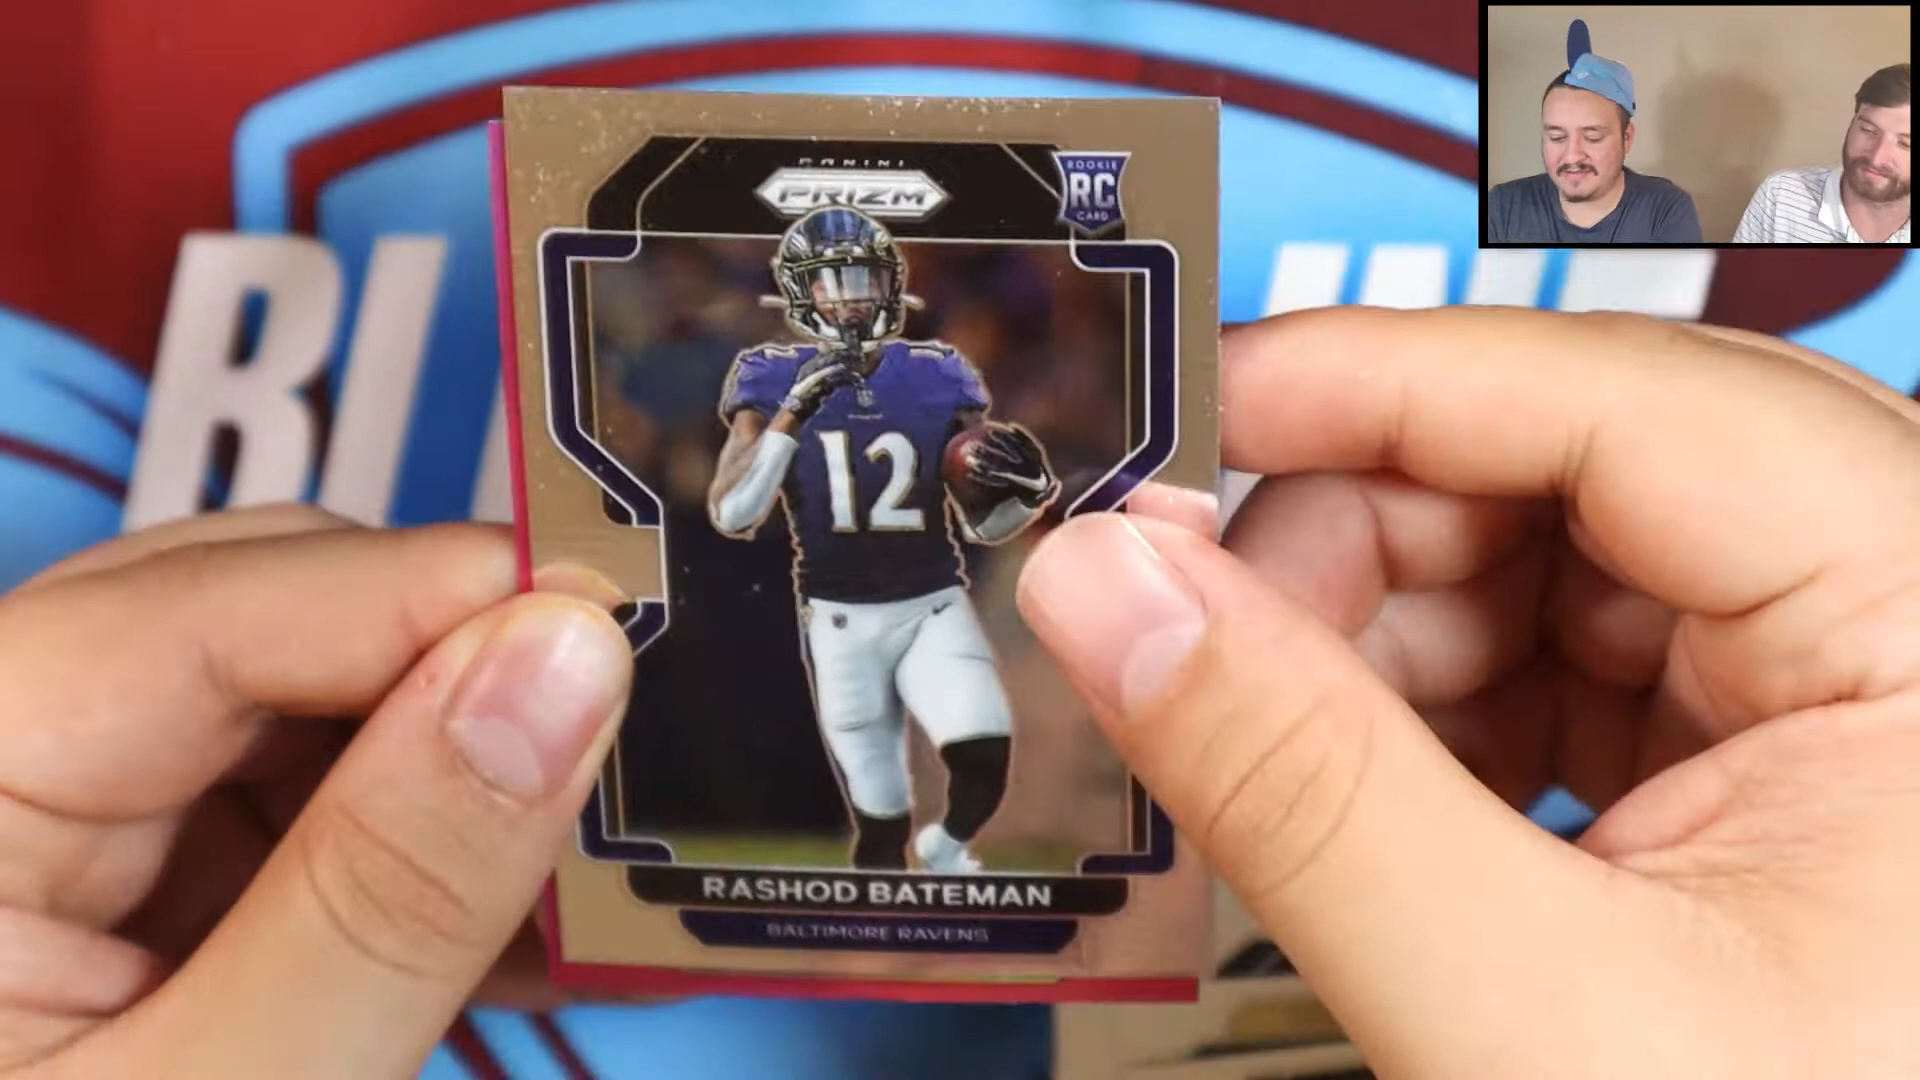 PANINI
PRIZM
ROOKIE
RC
CARD
12
RASHOD BATEMAN
BALTIMORE RAVENS